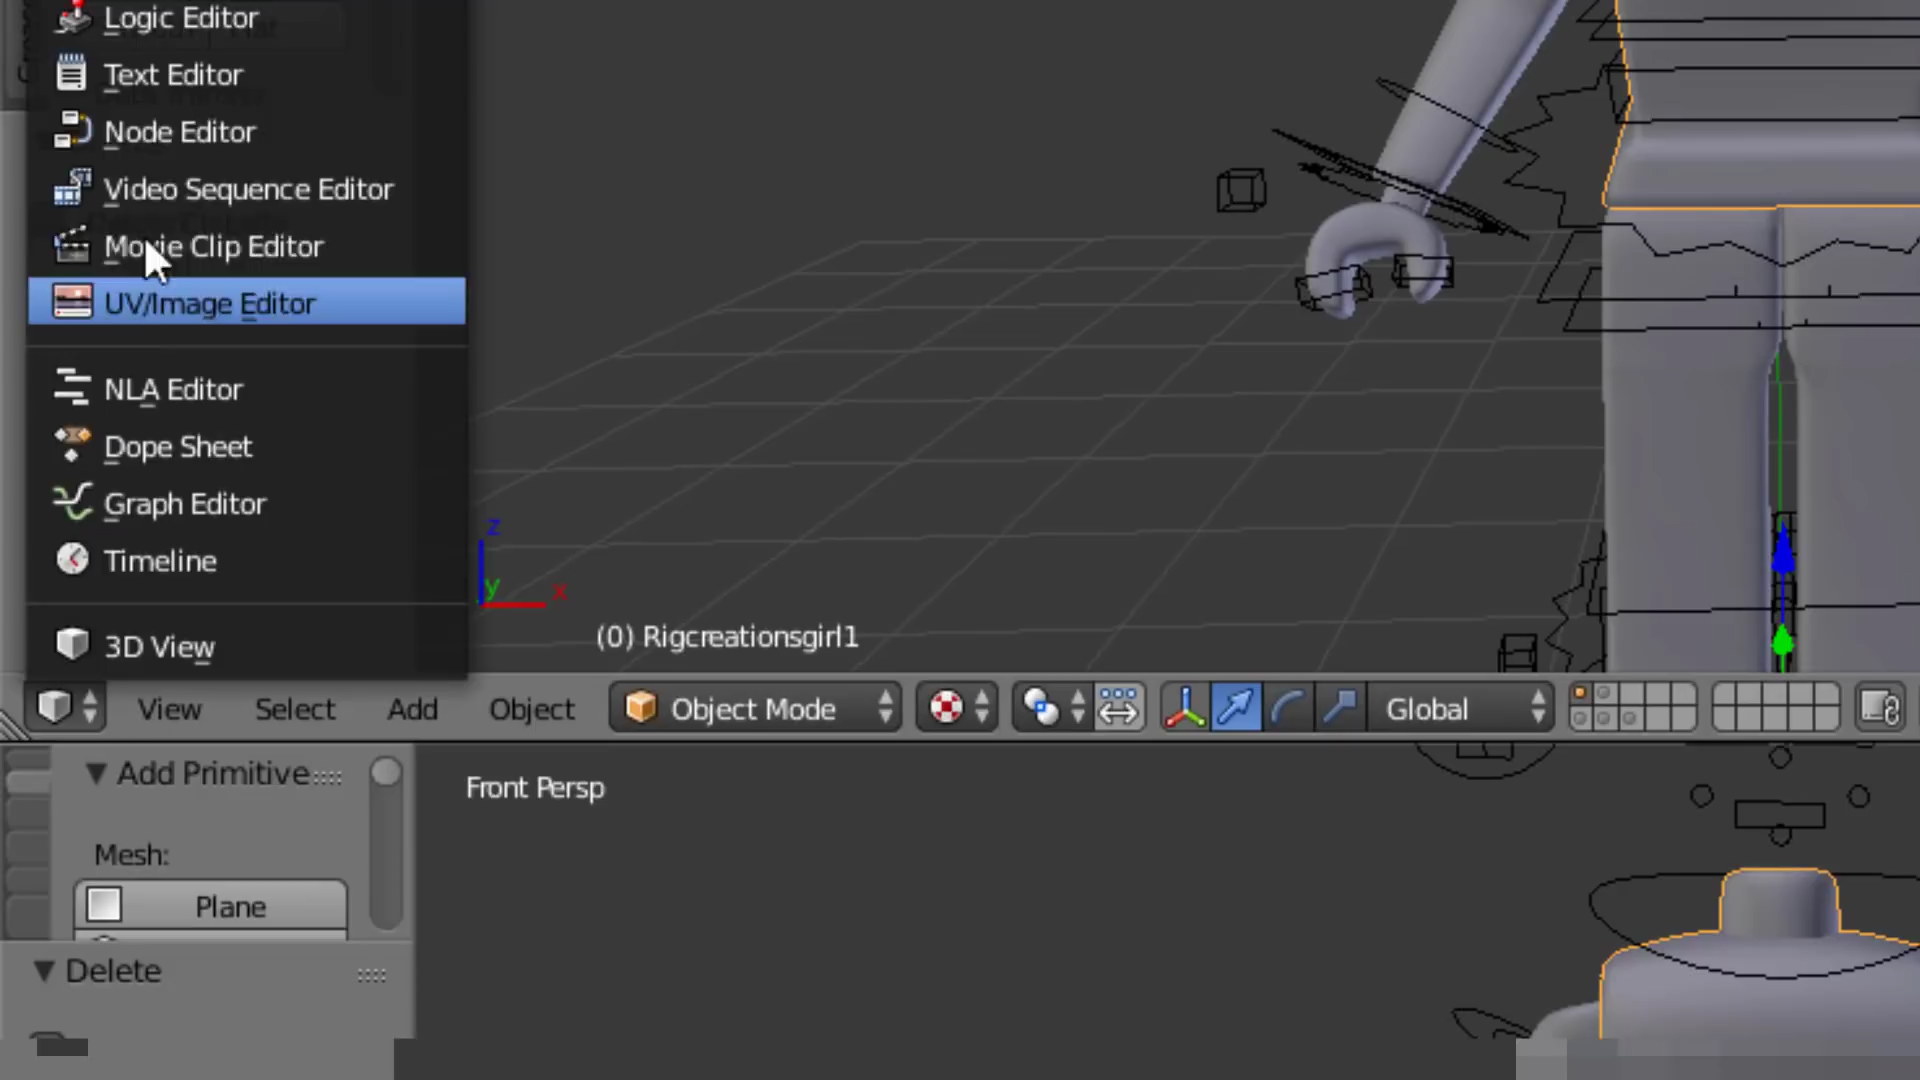 Logic Editor
Text Editor
Node Editor
Video Sequence Editor
Movie Clip Editor
UV/Image Editor
NLA Editor
Dope Sheet
Graph Editor
Timeline
3D View
z
y
x
(0) Rigcreationsgirl1
View
Select
Add
Object
Object Mode
Global
Add Primitive
Mesh:
Plane
Delete
Front Persp